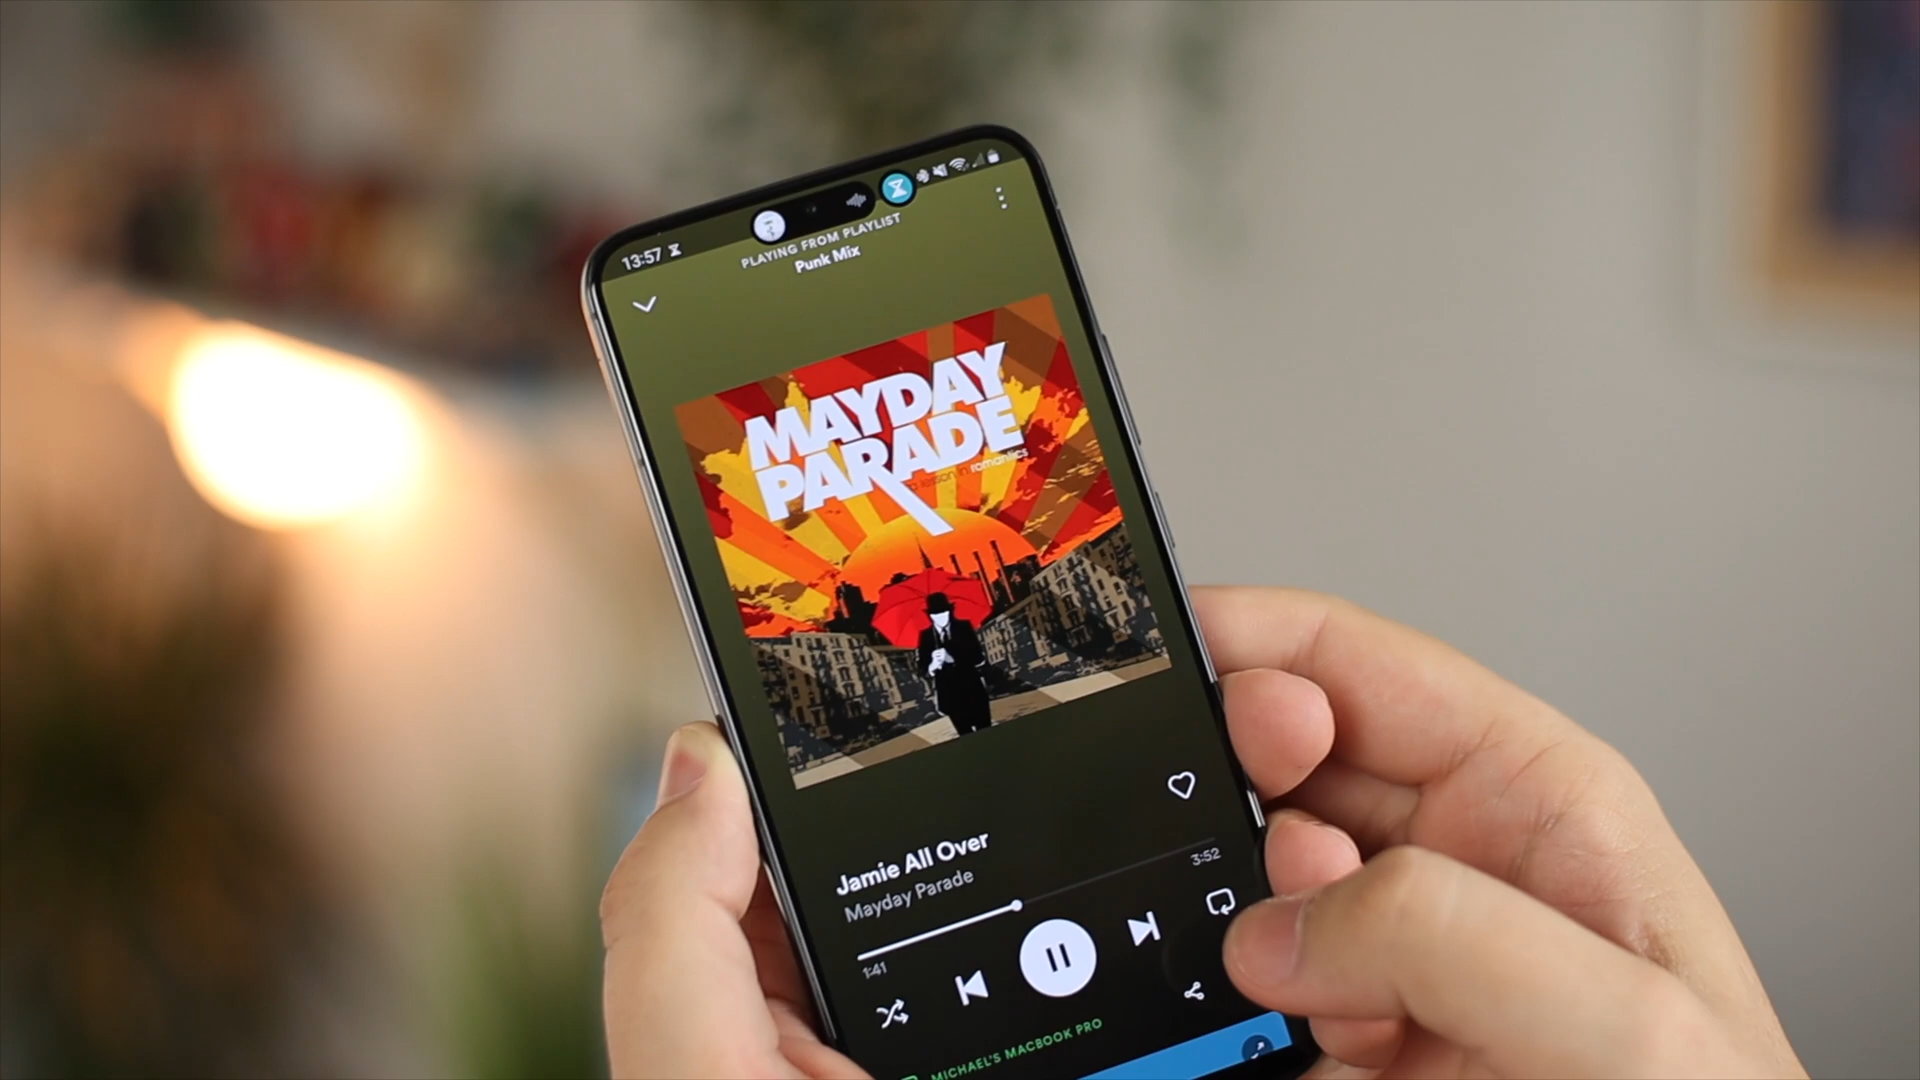 13:57
PLAYING FROM PLAYLIST
Punk Mix
MAYDAY
PARADE
a lesson in romantics
Jamie All Over
Mayday Parade
1:41
3:52
MICHAEL'S MACBOOK PRO